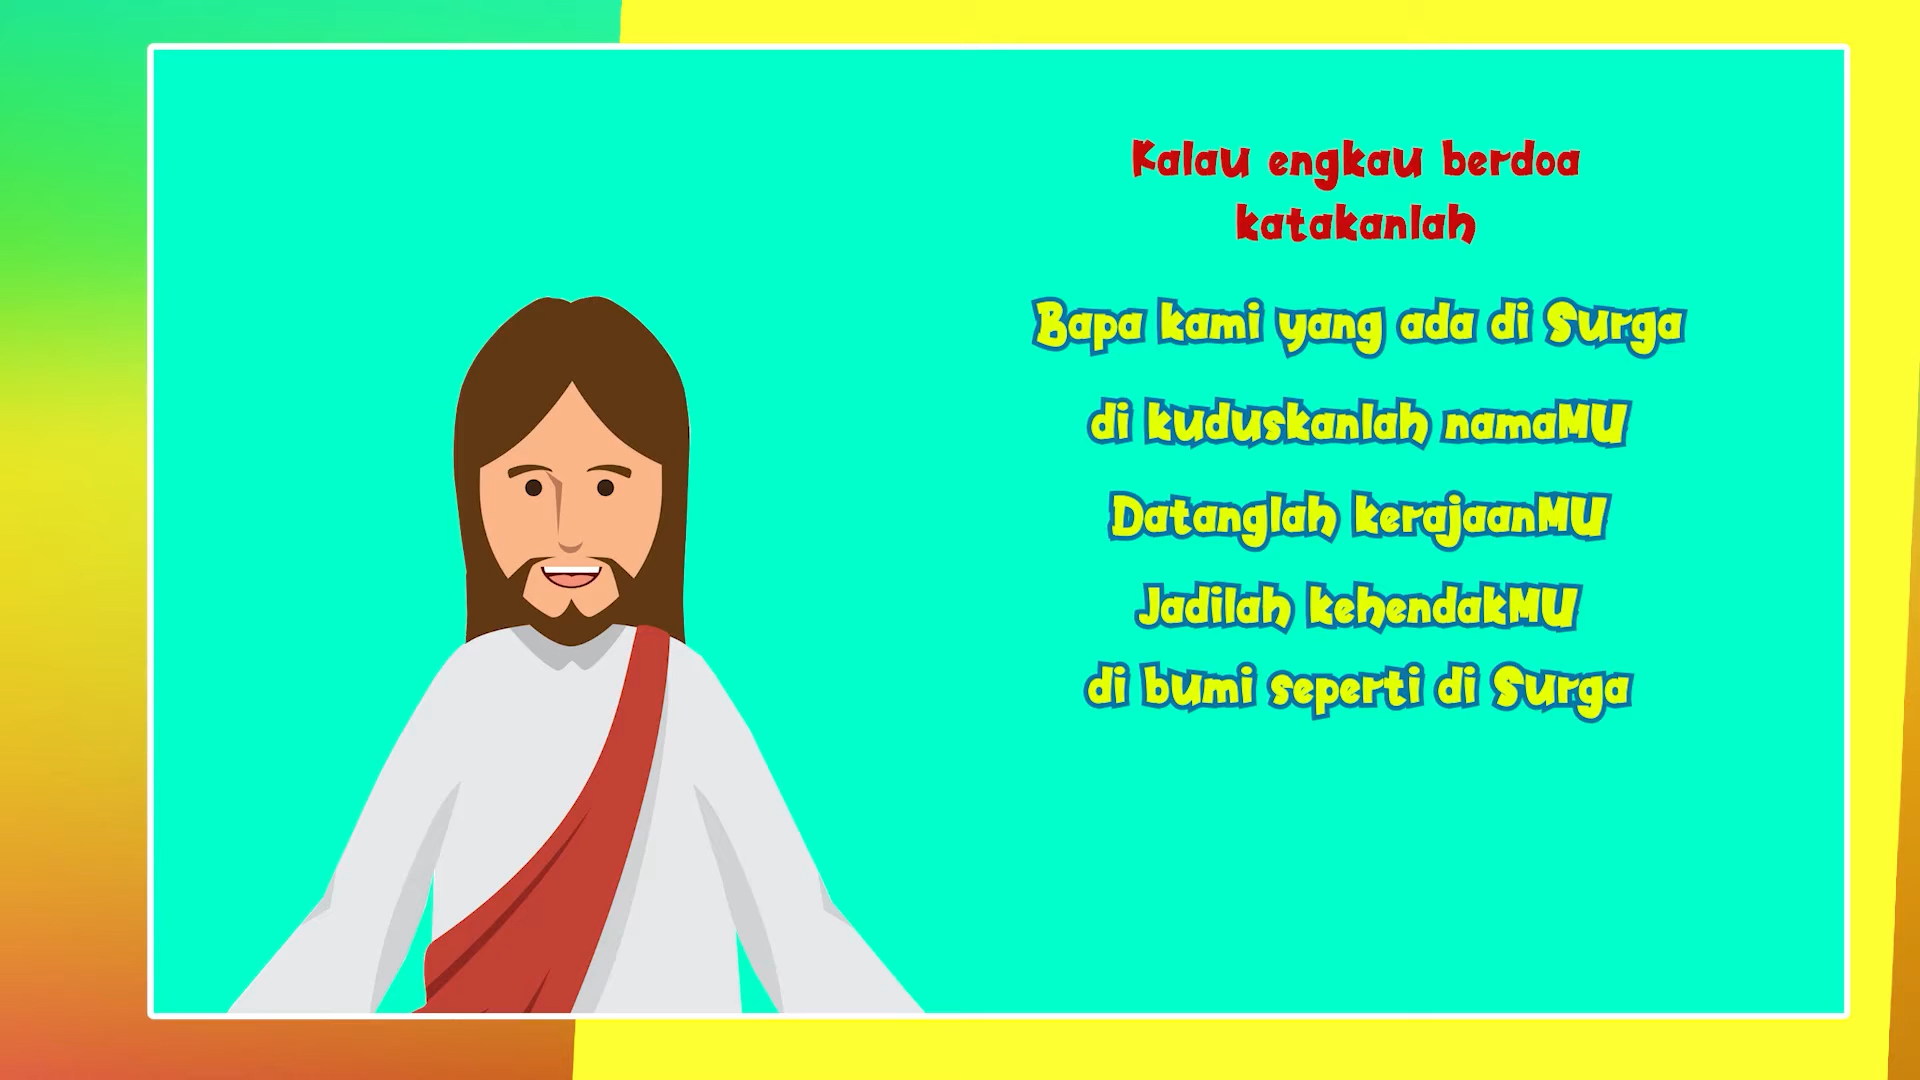 Kalau engkau berdoa
katakanlah
Bapa kami yang ada di Surga
di kuduskanlah namaMU
Datanglah kerajaanMU
Jadilah kehendakMU
di bumi seperti di Surga